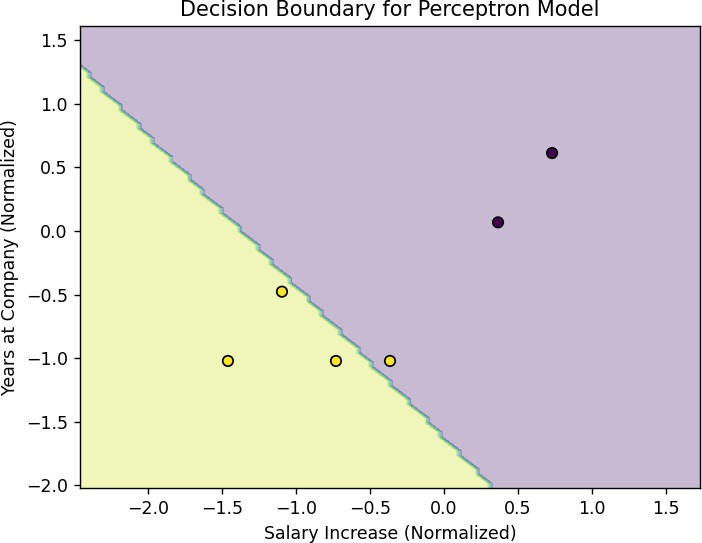 Decision Boundary for Perceptron Model
Years at Company (Normalized)
1.5
1.0
0.5
0.0
−0.5
−1.0
−1.5
−2.0
−2.0 −1.5 −1.0 −0.5 0.0 0.5 1.0 1.5
Salary Increase (Normalized)